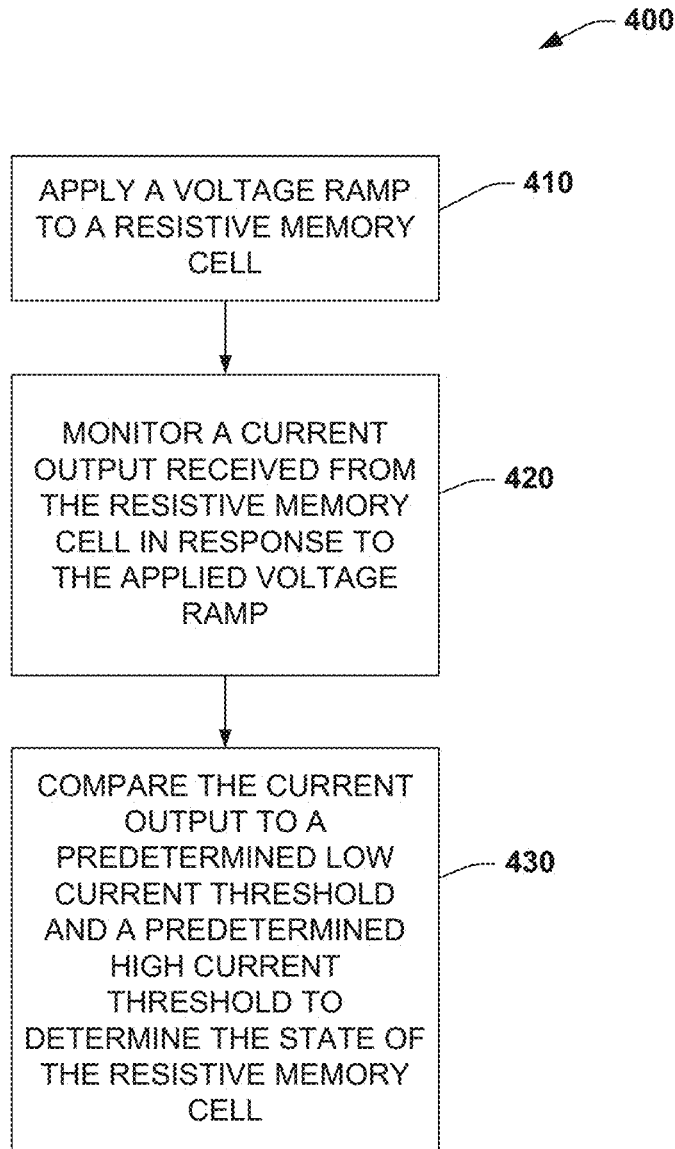 400
APPLY A VOLTAGE RAMP
TO A RESISTIVE MEMORY
CELL
410
MONITOR A CURRENT
OUTPUT RECEIVED FROM
THE RESISTIVE MEMORY
CELL IN RESPONSE TO
THE APPLIED VOLTAGE
RAMP
420
COMPARE THE CURRENT
OUTPUT TO A
PREDETERMINED LOW
CURRENT THRESHOLD
AND A PREDETERMINED
HIGH CURRENT
THRESHOLD TO
DETERMINE THE STATE OF
THE RESISTIVE MEMORY
CELL
430